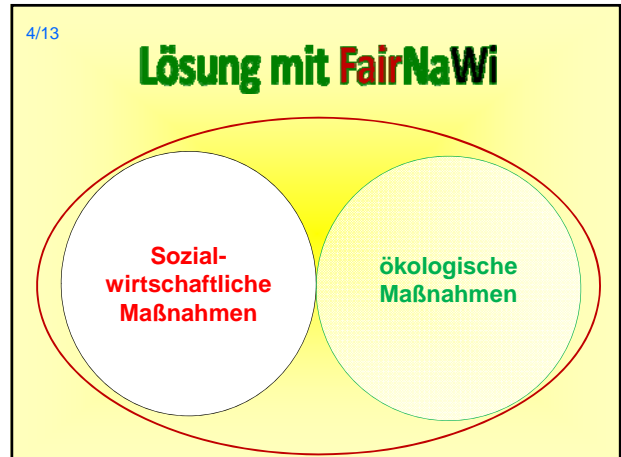 4/13
Lösung mit FairNaWi
Sozial-
wirtschaftliche
Maßnahmen
ökologische
Maßnahmen